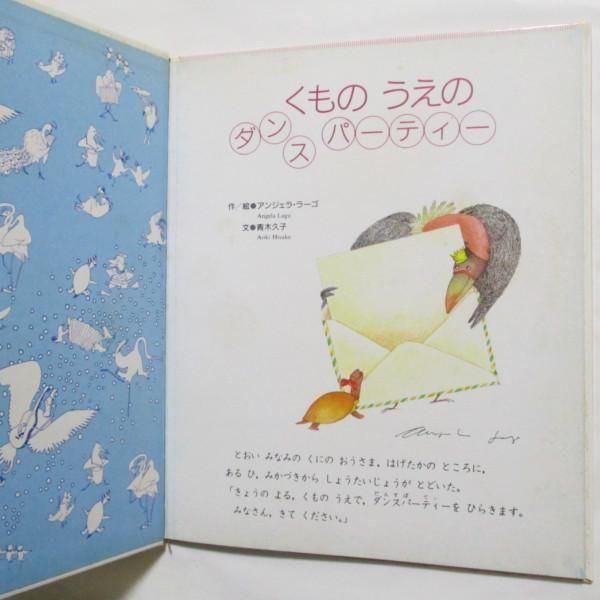 くもの うえの
ダンス パーティー
作／絵●アンジェラ・ラーゴ
Angela Lago
文●青木久子
Aoki Hisako
とおい みなみの くにの おうさま，はげたかの ところに，
ある ひ，みかづきから しょうたいじょうが とどいた。
「きょうの よる，くもの うえで，ダンスパーティーを ひらきます。
みなさん，きて ください。」